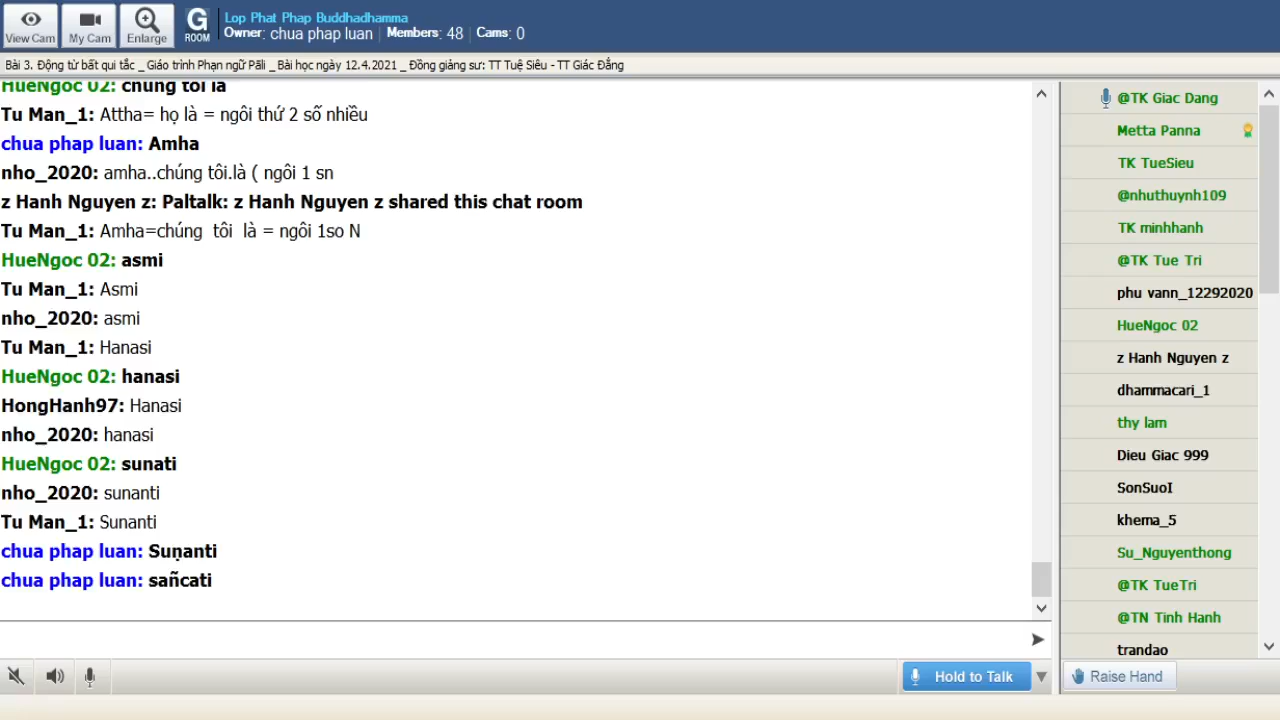 View Cam
My Cam
Enlarge
G
ROOM
Lop Phat Phap Buddhadhamma
Owner: chua phap luan Members: 48 Cams: 0
Bài 3. Động từ bất qui tắc _ Giáo trình Phạn ngữ Pāli _ Bài học ngày 12.4.2021 _ Đồng giảng sư: TT Tuệ Siêu - TT Giác Đẳng
HueNgoc 02: chúng tôi là
Tu Man_1: Attha= họ là = ngôi thứ 2 số nhiều
chua phap luan: Amha
nho_2020: amha..chúng tôi.là ( ngôi 1 sn
z Hanh Nguyen z: Paltalk: z Hanh Nguyen z shared this chat room
Tu Man_1: Amha=chúng tôi là = ngôi 1so N
HueNgoc 02: asmi
Tu Man_1: Asmi
nho_2020: asmi
Tu Man_1: Hanasi
HueNgoc 02: hanasi
HongHanh97: Hanasi
nho_2020: hanasi
HueNgoc 02: sunati
nho_2020: sunanti
Tu Man_1: Sunanti
chua phap luan: Suṇanti
chua phap luan: sañcati
@TK Giac Dang
Metta Panna
TK TueSieu
@nhuthuynh109
TK minhhanh
@TK Tue Tri
phu vann_12292020
HueNgoc 02
z Hanh Nguyen z
dhammacari_1
thy lam
Dieu Giac 999
SonSuoI
khema_5
Su_Nguyenthong
@TK TueTri
@TN Tinh Hanh
trandao
Hold to Talk
Raise Hand